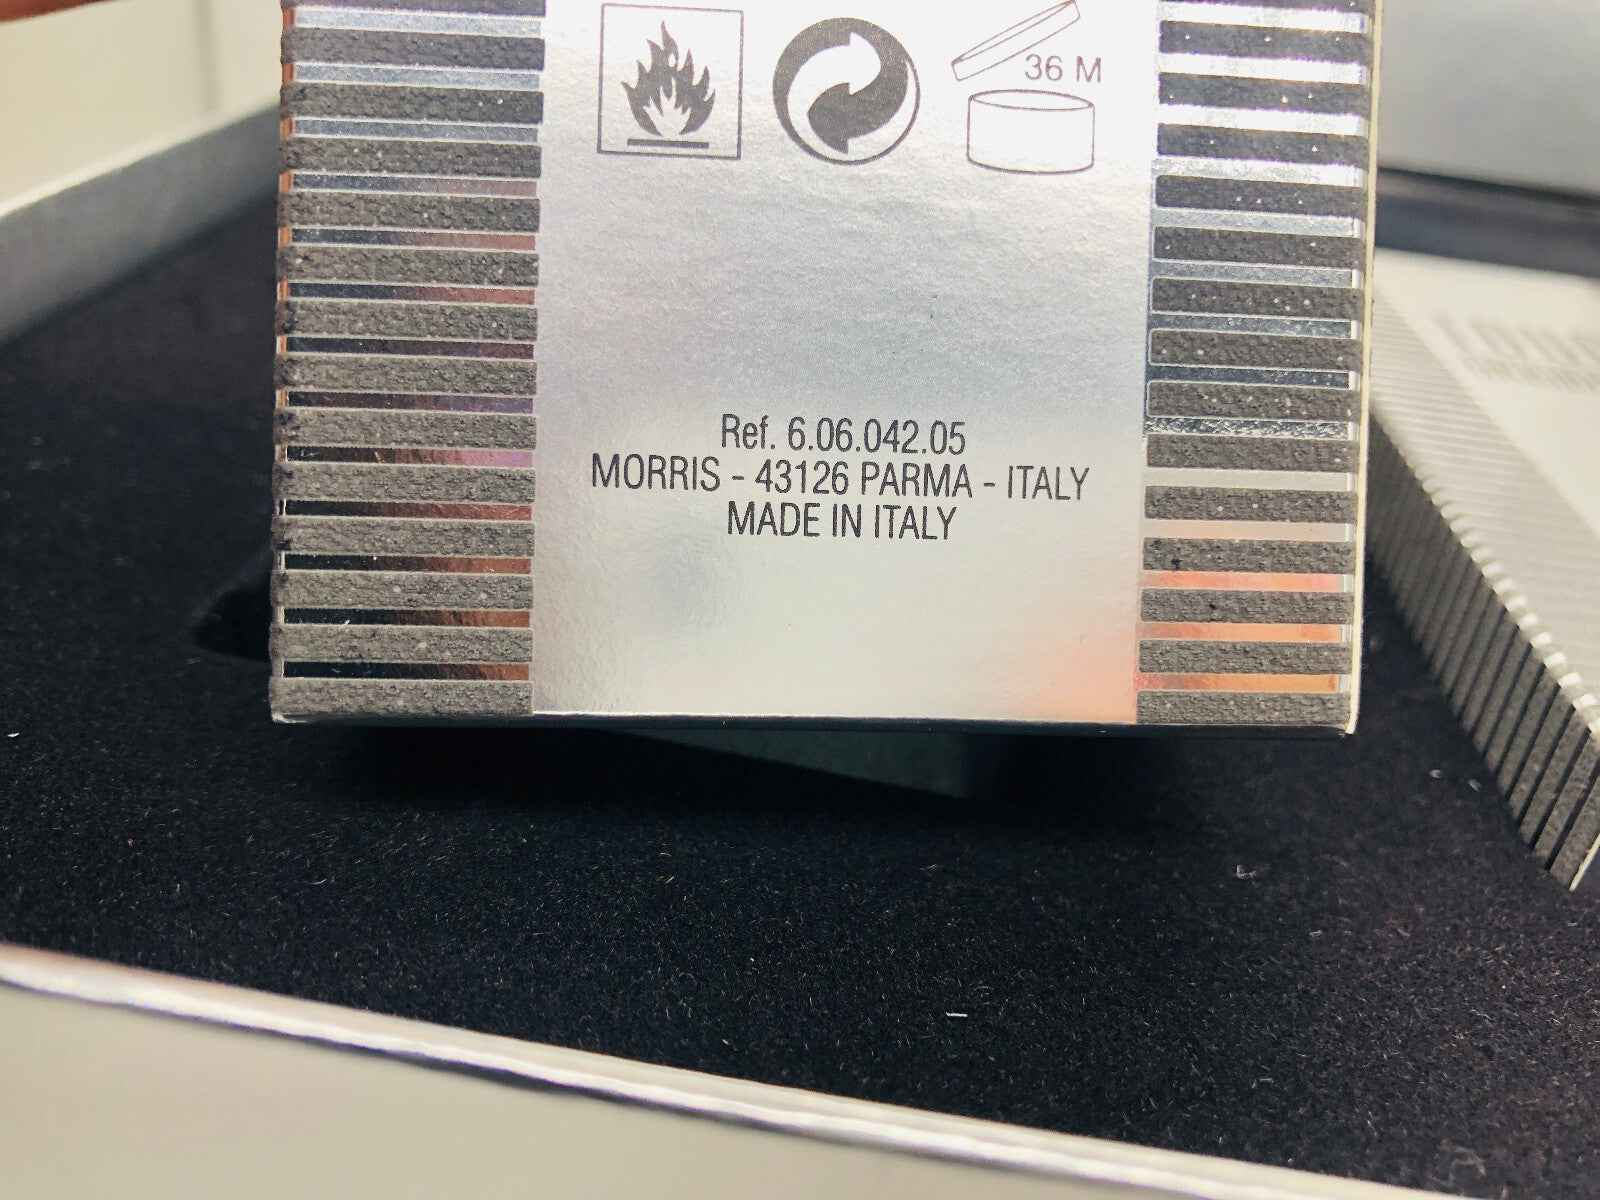 36 M
Ref. 6.06.042.05
MORRIS - 43126 PARMA - ITALY
MADE IN ITALY